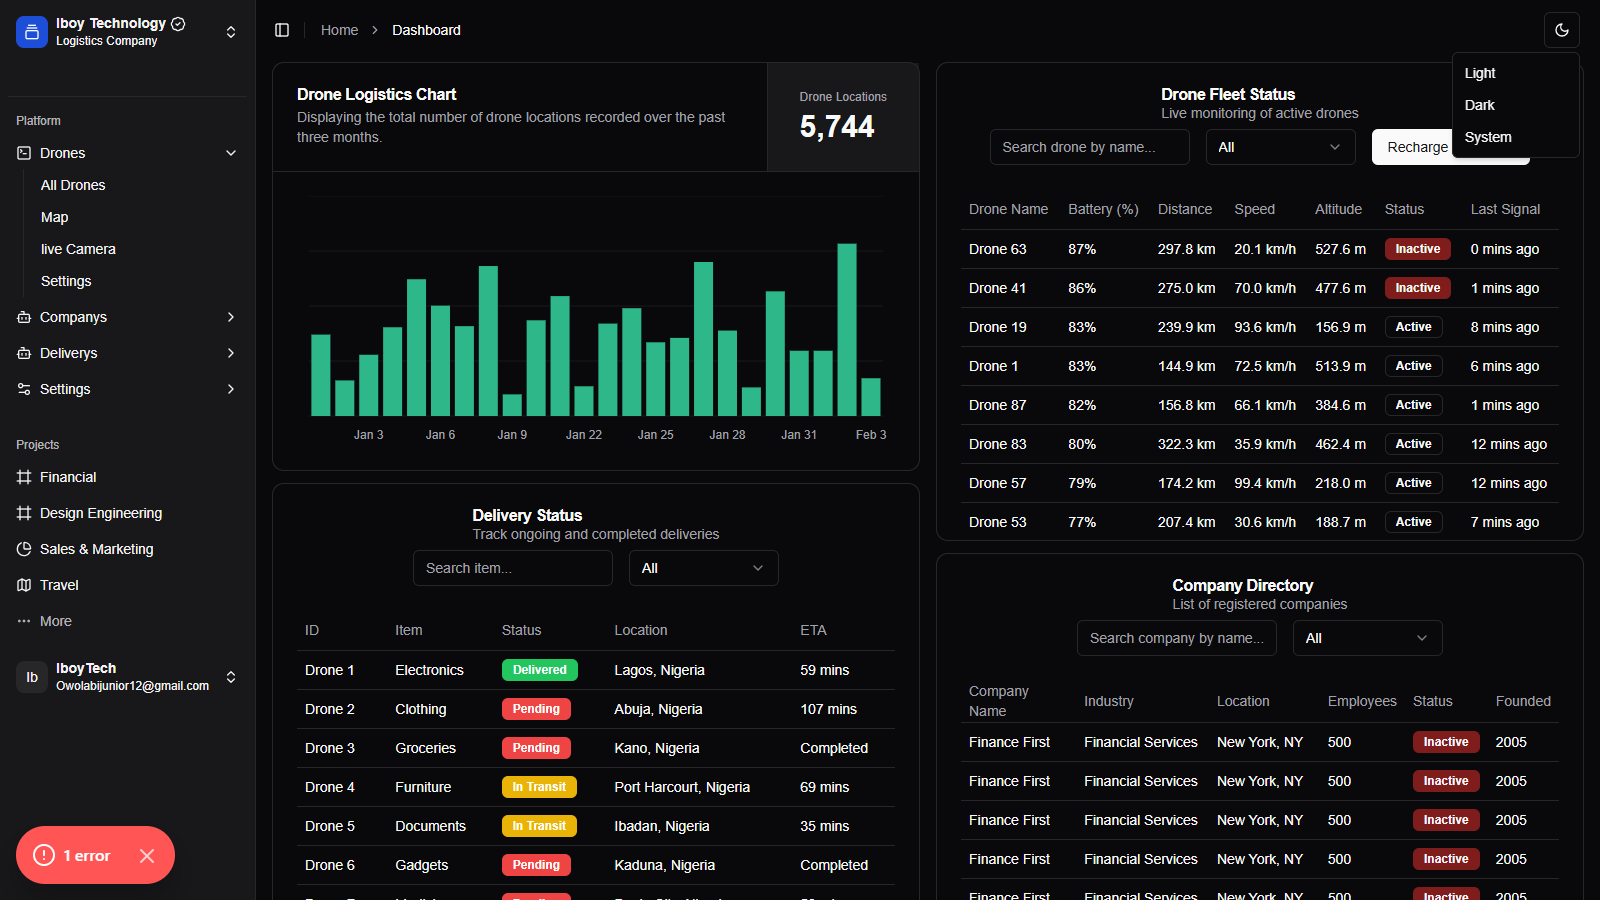 Iboy Technology
Logistics Company
Platform
Drones
All Drones
Map
live Camera
Settings
Companys
Deliverys
Settings
Projects
Financial
Design Engineering
Sales & Marketing
Travel
More
Ib
IboyTech
Owolabijunior12@gmail.com
1 error
Home
Dashboard
Light
Dark
System
Drone Logistics Chart
Displaying the total number of drone locations recorded over the past
three months.
Drone Locations
5,744
Jan 3 Jan 6 Jan 9 Jan 22 Jan 25 Jan 28 Jan 31 Feb 3
Delivery Status
Track ongoing and completed deliveries
Search item... All
ID Item Status Location ETA
Drone 1 Electronics Delivered Lagos, Nigeria 59 mins
Drone 2 Clothing Pending Abuja, Nigeria 107 mins
Drone 3 Groceries Pending Kano, Nigeria Completed
Drone 4 Furniture In Transit Port Harcourt, Nigeria 69 mins
Drone 5 Documents In Transit Ibadan, Nigeria 35 mins
Drone 6 Gadgets Pending Kaduna, Nigeria Completed
Drone Fleet Status
Live monitoring of active drones
Search drone by name... All Recharge
Drone Name Battery (%) Distance Speed Altitude Status Last Signal
Drone 63 87% 297.8 km 20.1 km/h 527.6 m Inactive 0 mins ago
Drone 41 86% 275.0 km 70.0 km/h 477.6 m Inactive 1 mins ago
Drone 19 83% 239.9 km 93.6 km/h 156.9 m Active 8 mins ago
Drone 1 83% 144.9 km 72.5 km/h 513.9 m Active 6 mins ago
Drone 87 82% 156.8 km 66.1 km/h 384.6 m Active 1 mins ago
Drone 83 80% 322.3 km 35.9 km/h 462.4 m Active 12 mins ago
Drone 57 79% 174.2 km 99.4 km/h 218.0 m Active 12 mins ago
Drone 53 77% 207.4 km 30.6 km/h 188.7 m Active 7 mins ago
Company Directory
List of registered companies
Search company by name... All
Company Name Industry Location Employees Status Founded
Finance First Financial Services New York, NY 500 Inactive 2005
Finance First Financial Services New York, NY 500 Inactive 2005
Finance First Financial Services New York, NY 500 Inactive 2005
Finance First Financial Services New York, NY 500 Inactive 2005
Finance First Financial Services New York, NY 500 Inactive 2005